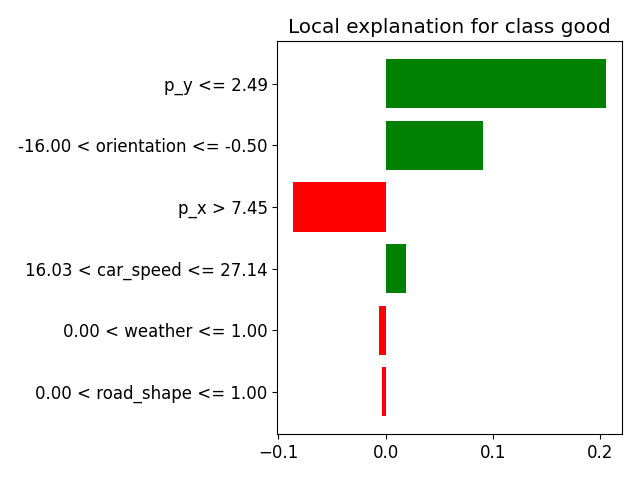 Local explanation for class good
p_y <= 2.49
-16.00 < orientation <= -0.50
p_x > 7.45
16.03 < car_speed <= 27.14
0.00 < weather <= 1.00
0.00 < road_shape <= 1.00
−0.1 0.0 0.1 0.2